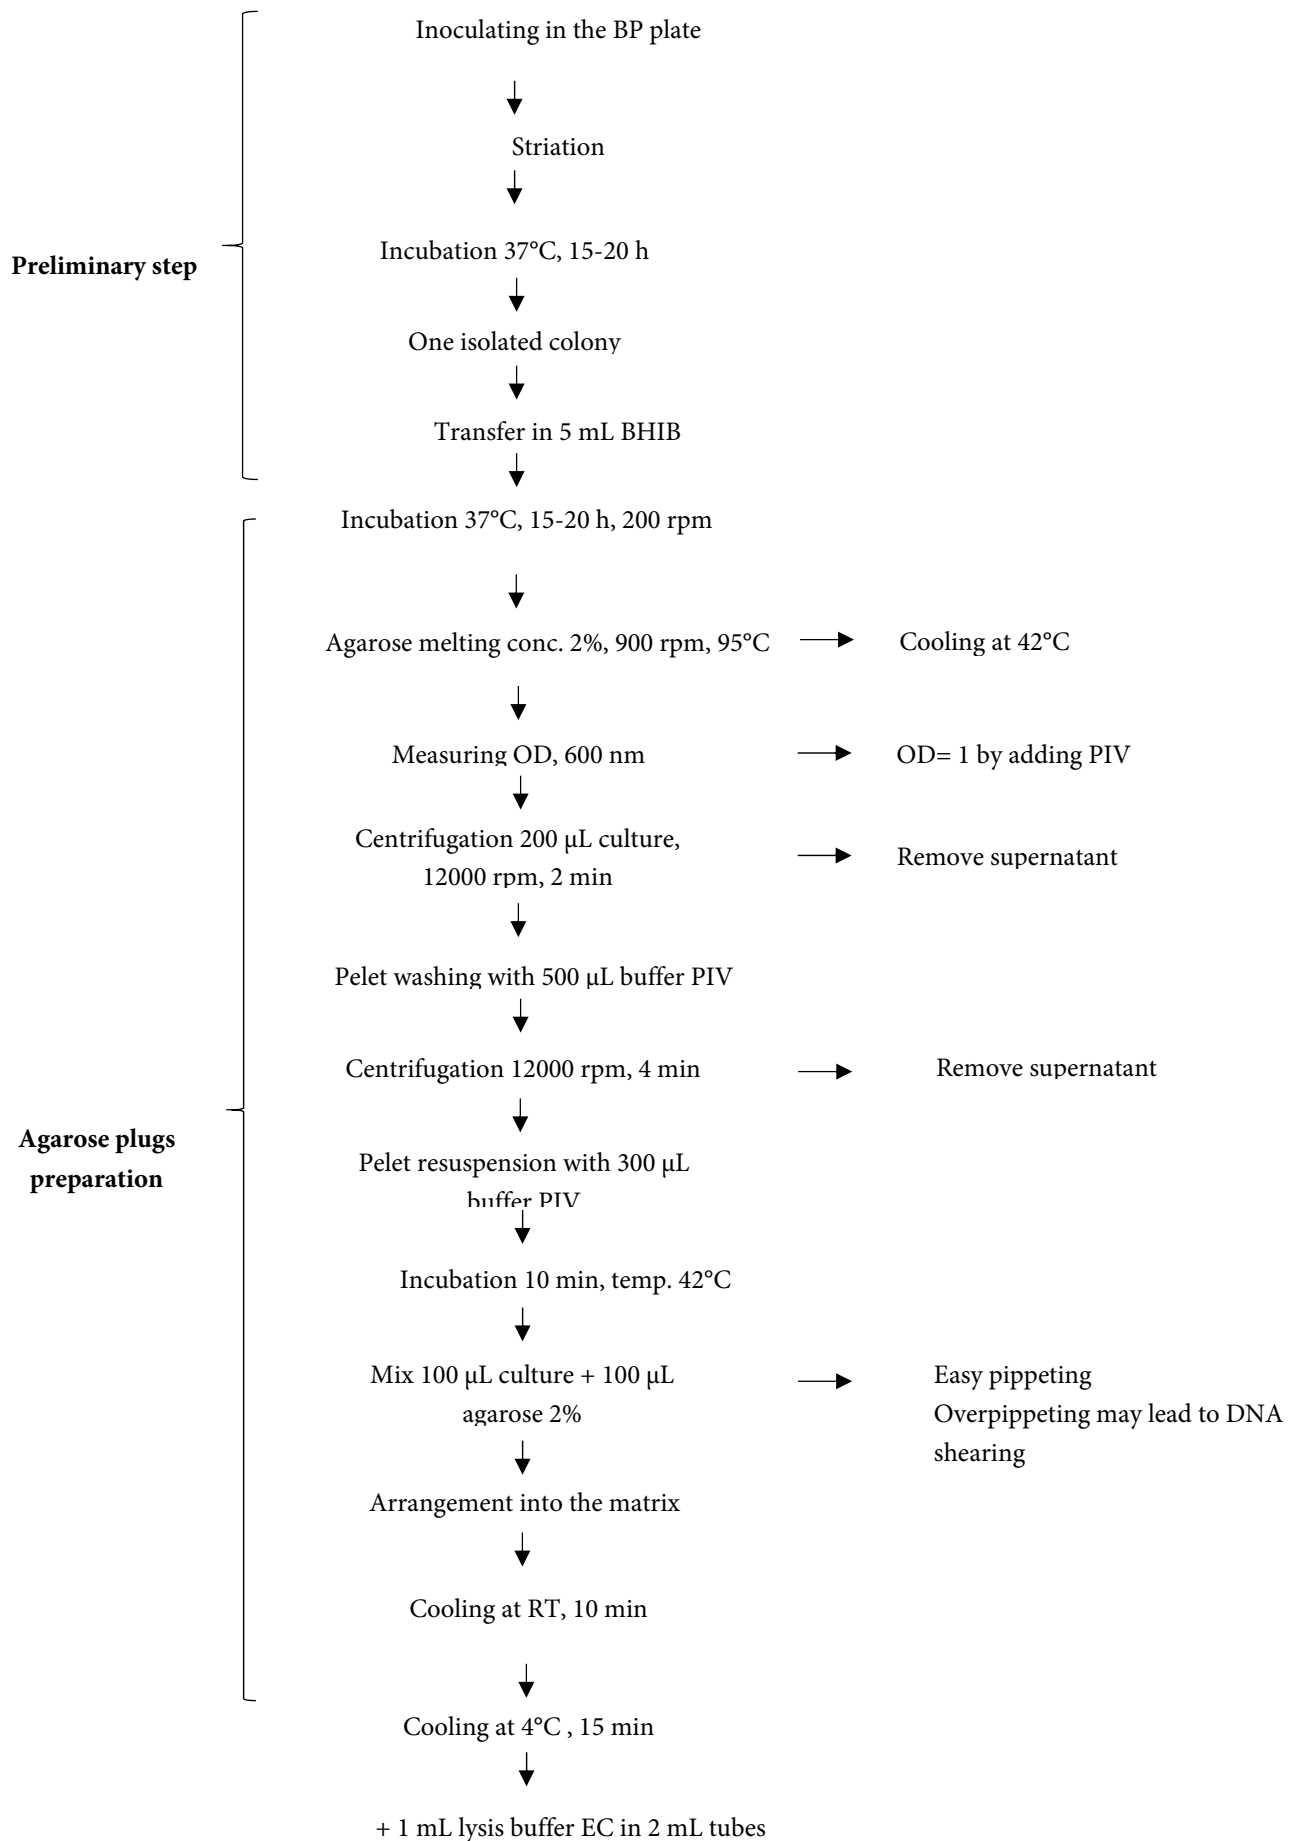 Inoculating in the BP plate
Striation
Incubation 37°C, 15-20 h
Preliminary step
One isolated colony
Transfer in 5 mL BHIB
Incubation 37°C, 15-20 h, 200 rpm
Agarose melting conc. 2%, 900 rpm, 95°C
Cooling at 42°C
Measuring OD, 600 nm
OD= 1 by adding PIV
Centrifugation 200 μL culture,
12000 rpm, 2 min
Remove supernatant
Pelet washing with 500 μL buffer PIV
Centrifugation 12000 rpm, 4 min
Remove supernatant
Agarose plugs
preparation
Pelet resuspension with 300 μL
buffer PIV
Incubation 10 min, temp. 42°C
Mix 100 μL culture + 100 μL
agarose 2%
Easy pippeting
Overpippeting may lead to DNA
shearing
Arrangement into the matrix
Cooling at RT, 10 min
Cooling at 4°C , 15 min
+ 1 mL lysis buffer EC in 2 mL tubes